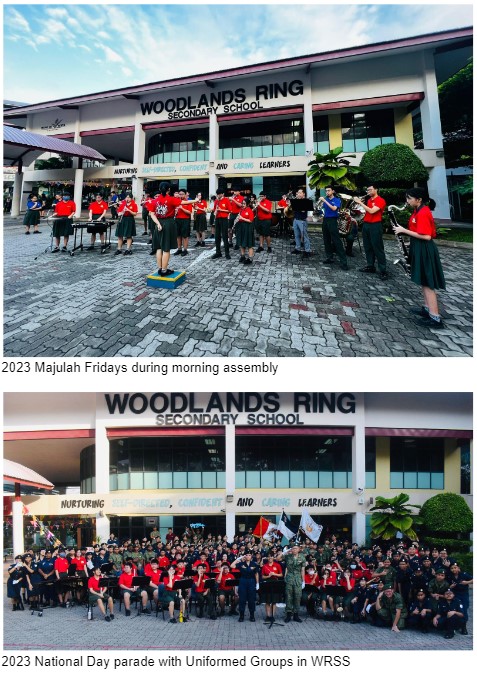 WOODLANDS RING
SECONDARY SCHOOL
NURTURING SELF-DIRECTED, CONFIDENT AND CARING LEARNERS
2023 Majulah Fridays during morning assembly
WOODLANDS RING
SECONDARY SCHOOL
NURTURING SELF-DIRECTED, CONFIDENT AND CARING LEARNERS
2023 National Day parade with Uniformed Groups in WRSS